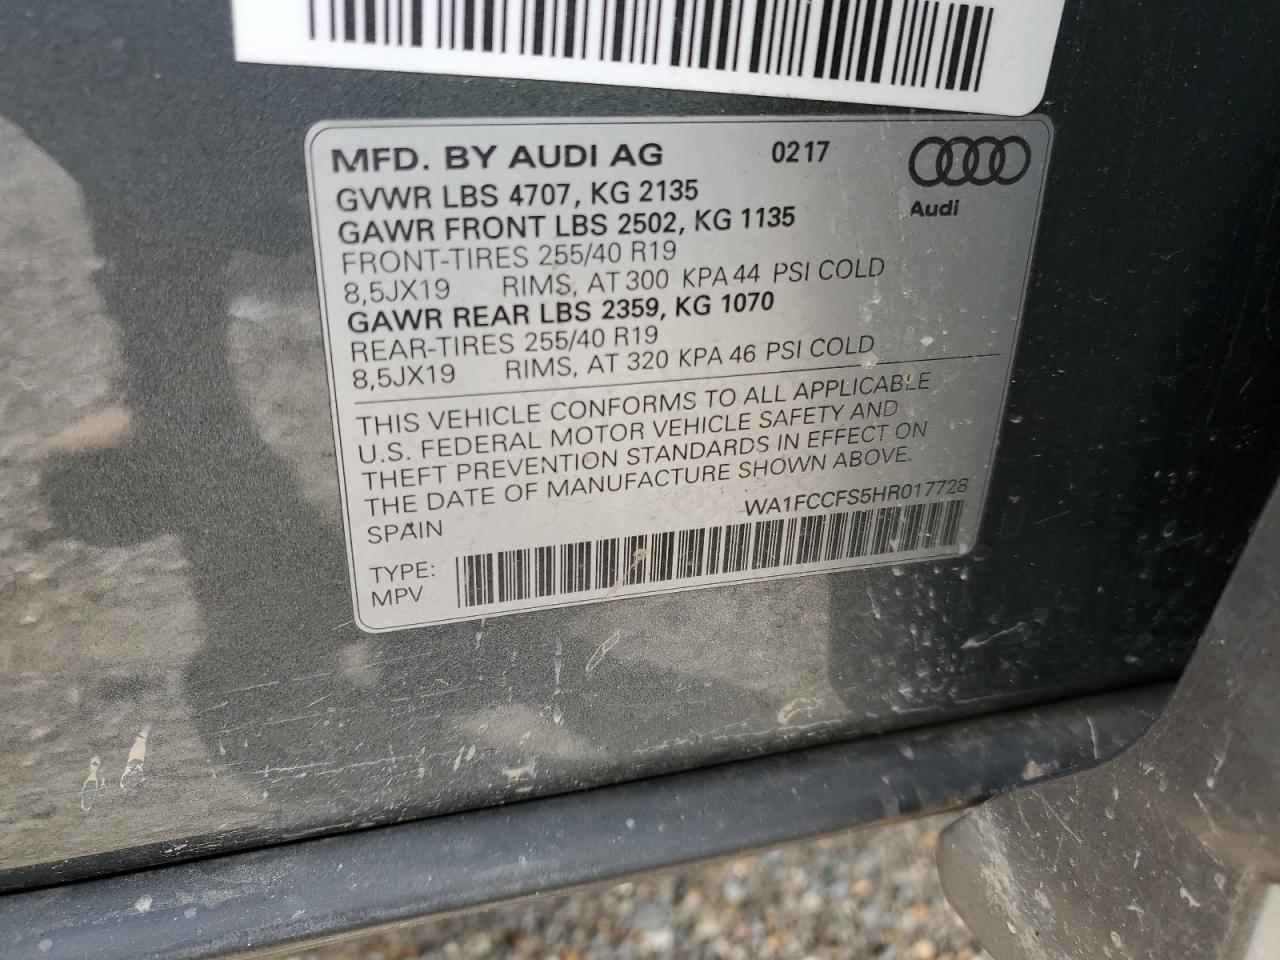 MFD. BY AUDI AG 0217
Audi
GVWR LBS 4707, KG 2135
GAWR FRONT LBS 2502, KG 1135
FRONT-TIRES 255/40 R19
8,5JX19 RIMS, AT 300 KPA 44 PSI COLD
GAWR REAR LBS 2359, KG 1070
REAR-TIRES 255/40 R19
8,5JX19 RIMS, AT 320 KPA 46 PSI COLD
THIS VEHICLE CONFORMS TO ALL APPLICABLE
U.S. FEDERAL MOTOR VEHICLE SAFETY AND
THEFT PREVENTION STANDARDS IN EFFECT ON
THE DATE OF MANUFACTURE SHOWN ABOVE.
SPAIN WA1FCCFS5HR017728
TYPE:
MPV